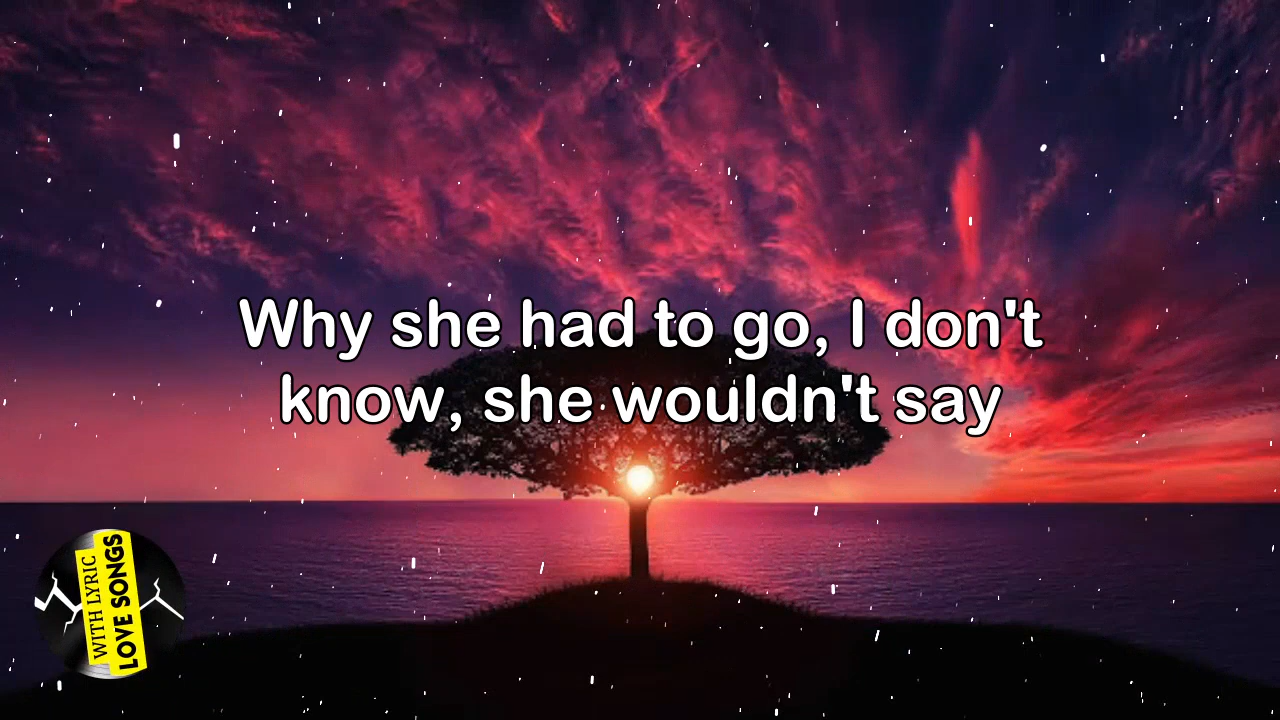 Why she had to go, I don't
know, she wouldn't say
WITH LYRIC
LOVE SONGS